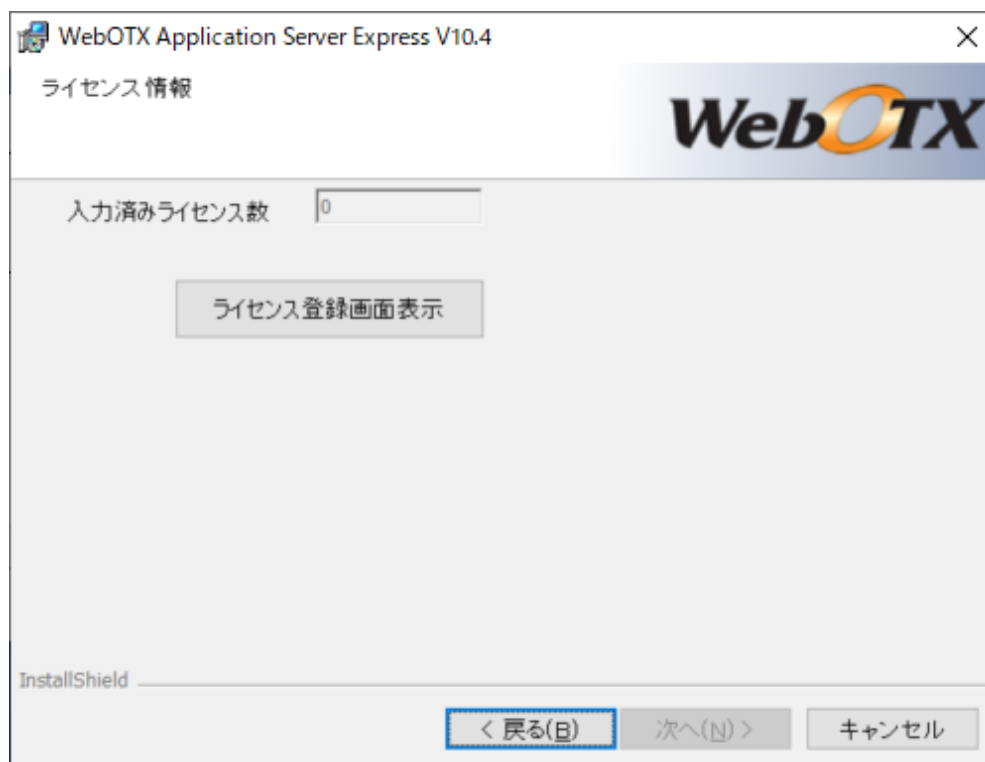 WebOTX Application Server Express V10.4
ライセンス情報
WebOTX
入力済みライセンス数 0
ライセンス登録画面表示
InstallShield
< 戻る(B) 次へ(N) > キャンセル